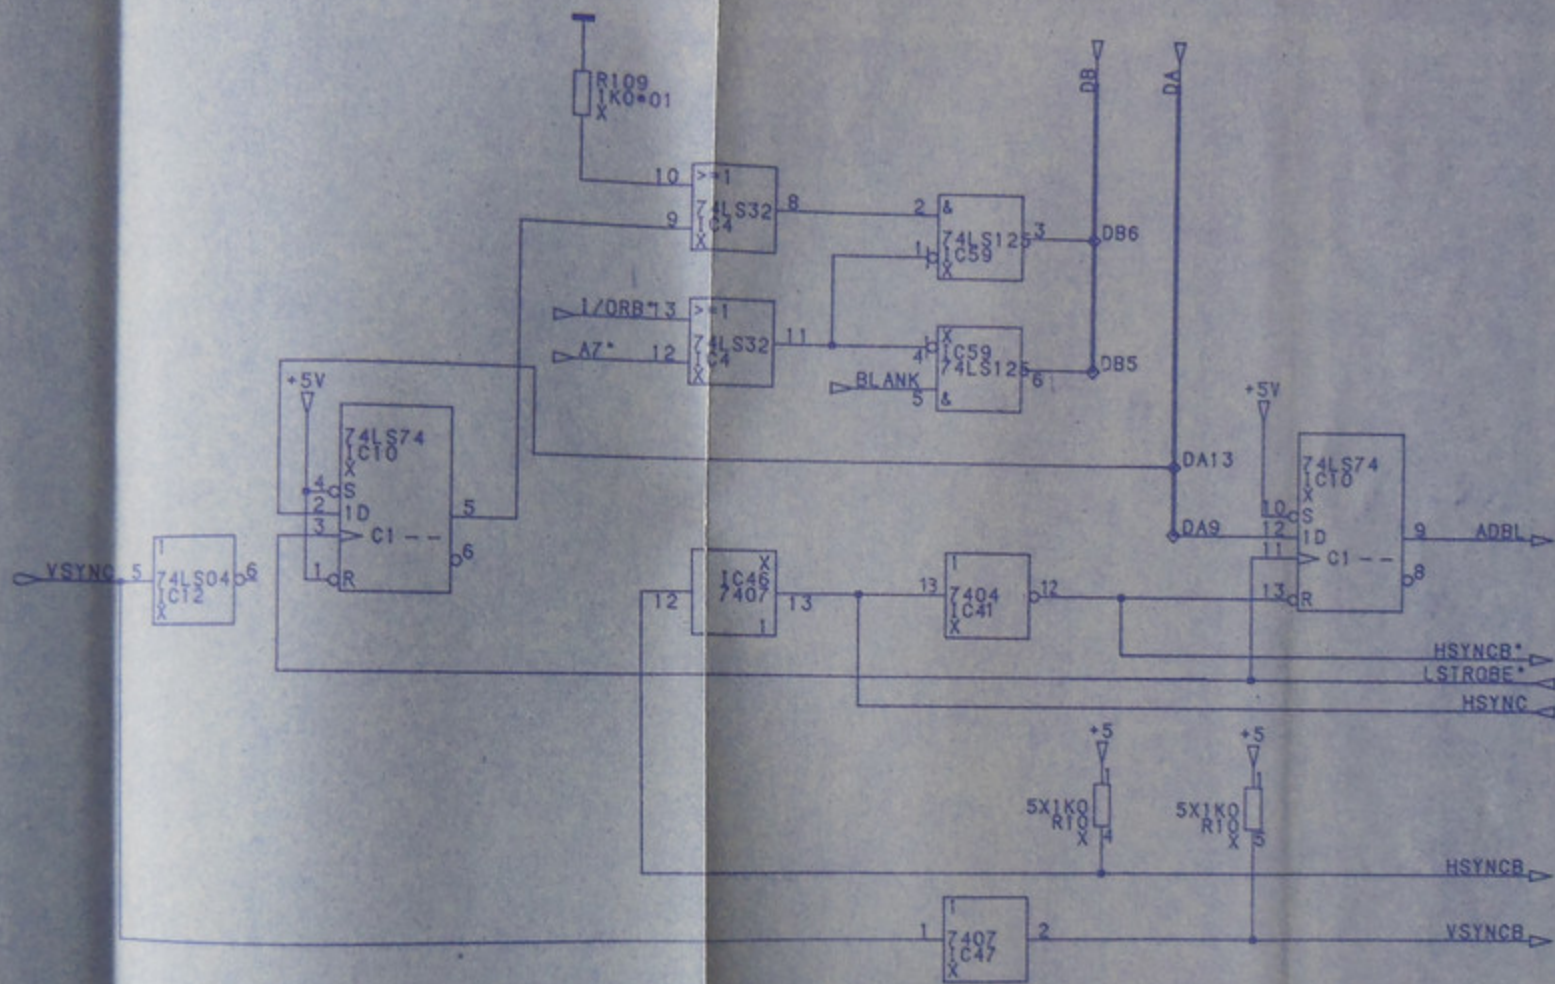 R109
1K0*01
X
DB
DA
10
>=1
74LS32
IC4
X
8
9
2
&
74LS125
IC59
X
3
1
DB6
I/ORB*
13
>=1
74LS32
IC4
X
11
A7*
12
4
X
IC59
74LS125
&
6
DB5
BLANK
5
+5V
74LS74
IC10
X
4
S
2
1D
3
C1 --
5
6
1
R
DA13
+5V
74LS74
IC10
X
10
S
DA9
12
1D
11
C1 --
9
ADBL
8
13
R
VSYNC
5
1
74LS04
IC12
X
6
12
X
IC46
7407
1
13
13
1
7404
IC41
X
12
HSYNCB*
LSTROBE*
HSYNC
+5
+5
1
5X1K0
R10
X
4
1
5X1K0
R10
X
5
HSYNCB
1
1
7407
IC47
X
2
VSYNCB